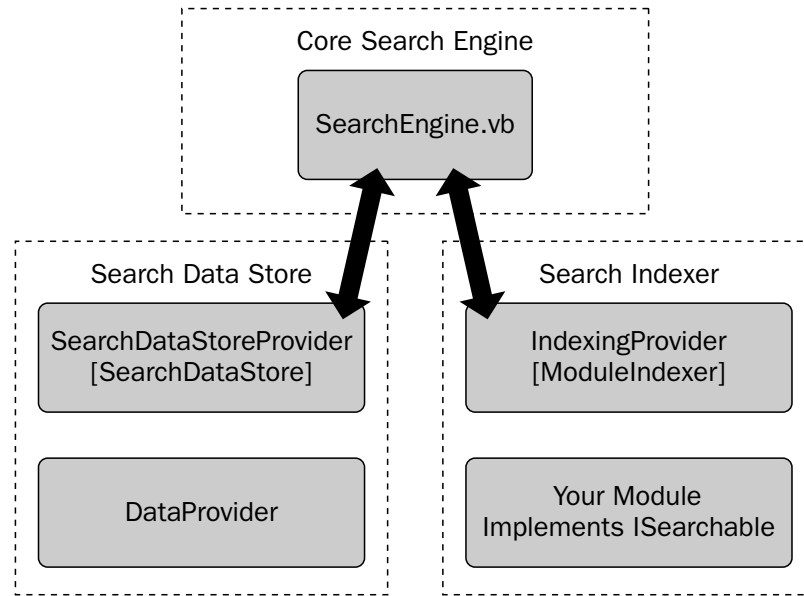 Core Search Engine
SearchEngine.vb
Search Data Store
SearchDataStoreProvider
[SearchDataStore]
DataProvider
Search Indexer
IndexingProvider
[ModuleIndexer]
Your Module
Implements ISearchable